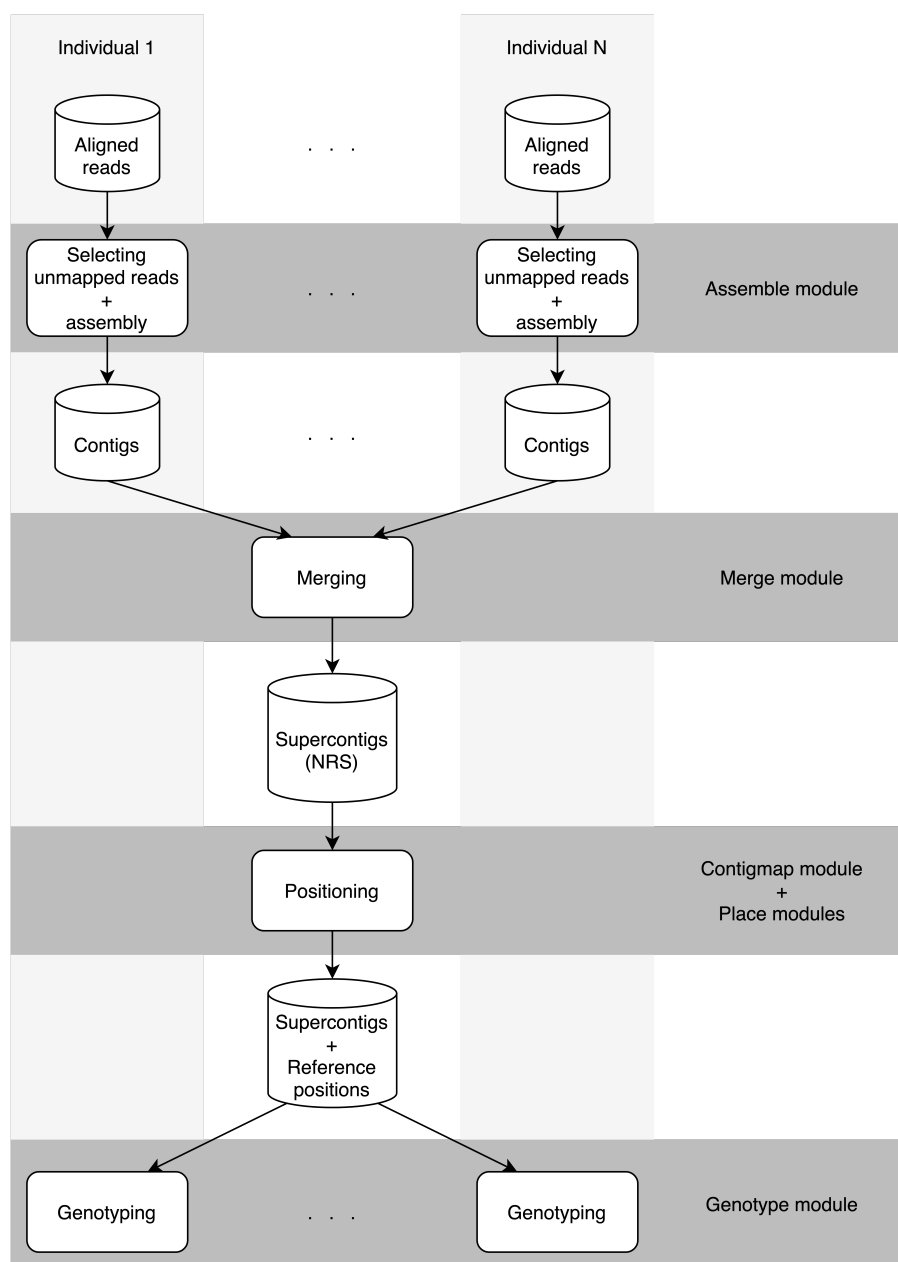 Individual 1
Individual N
Aligned
reads
. . .
Aligned
reads
Selecting
unmapped reads
+
assembly
. . .
Selecting
unmapped reads
+
assembly
Assemble module
Contigs
. . .
Contigs
Merging
Merge module
Supercontigs
(NRS)
Positioning
Contigmap module
+
Place modules
Supercontigs
+
Reference
positions
Genotyping
. . .
Genotyping
Genotype module